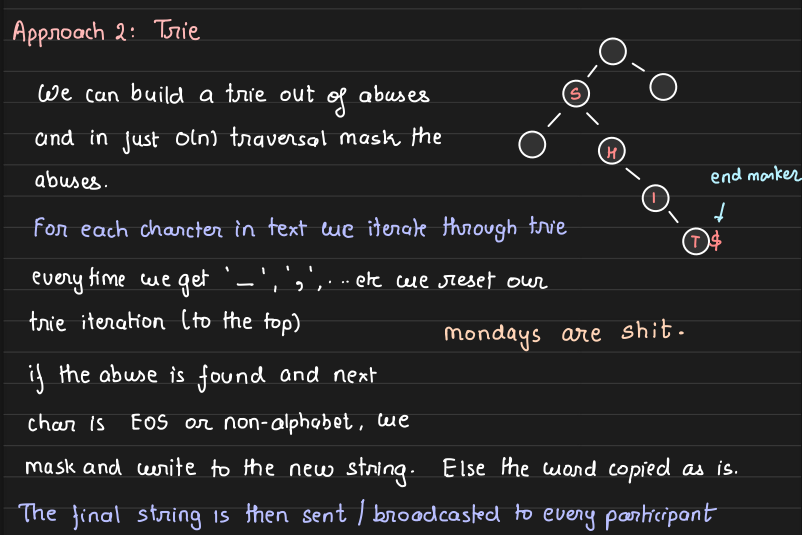 Approach 2: Trie
We can build a trie out of abuses
and in just O(n) traversal mask the
abuses.
S
H
I
T $
end marker
For each charcter in text we iterate through trie
every time we get '_', ',', ... etc we reset our
trie iteration (to the top)
mondays are shit.
if the abuse is found and next
char is EOS or non-alphabet, we
mask and write to the new string. Else the word copied as is.
The final string is then sent / broadcasted to every participant